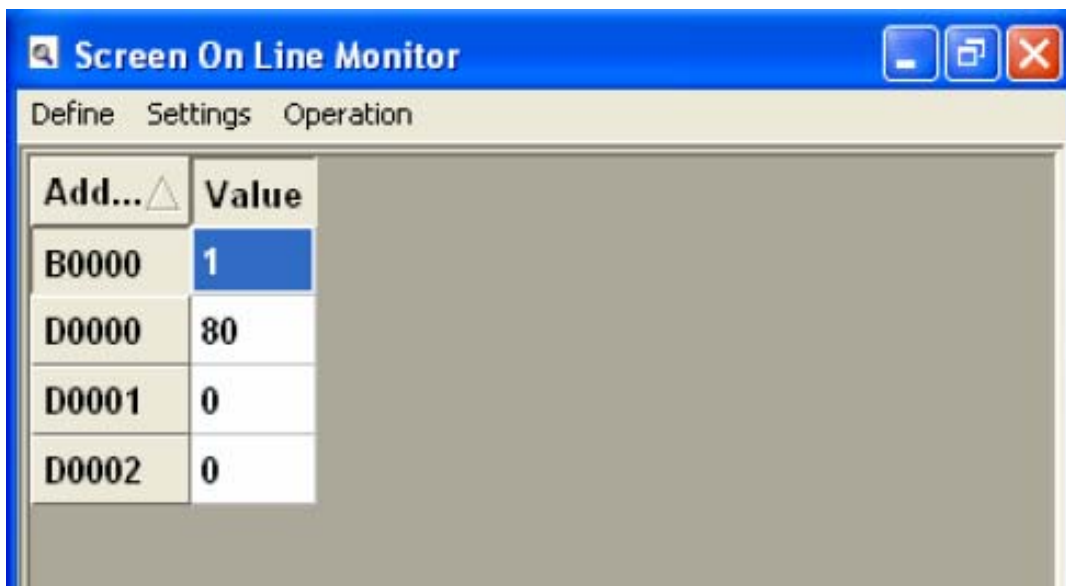 Screen On Line Monitor
Define Settings Operation
Add... Value
B0000 1
D0000 80
D0001 0
D0002 0